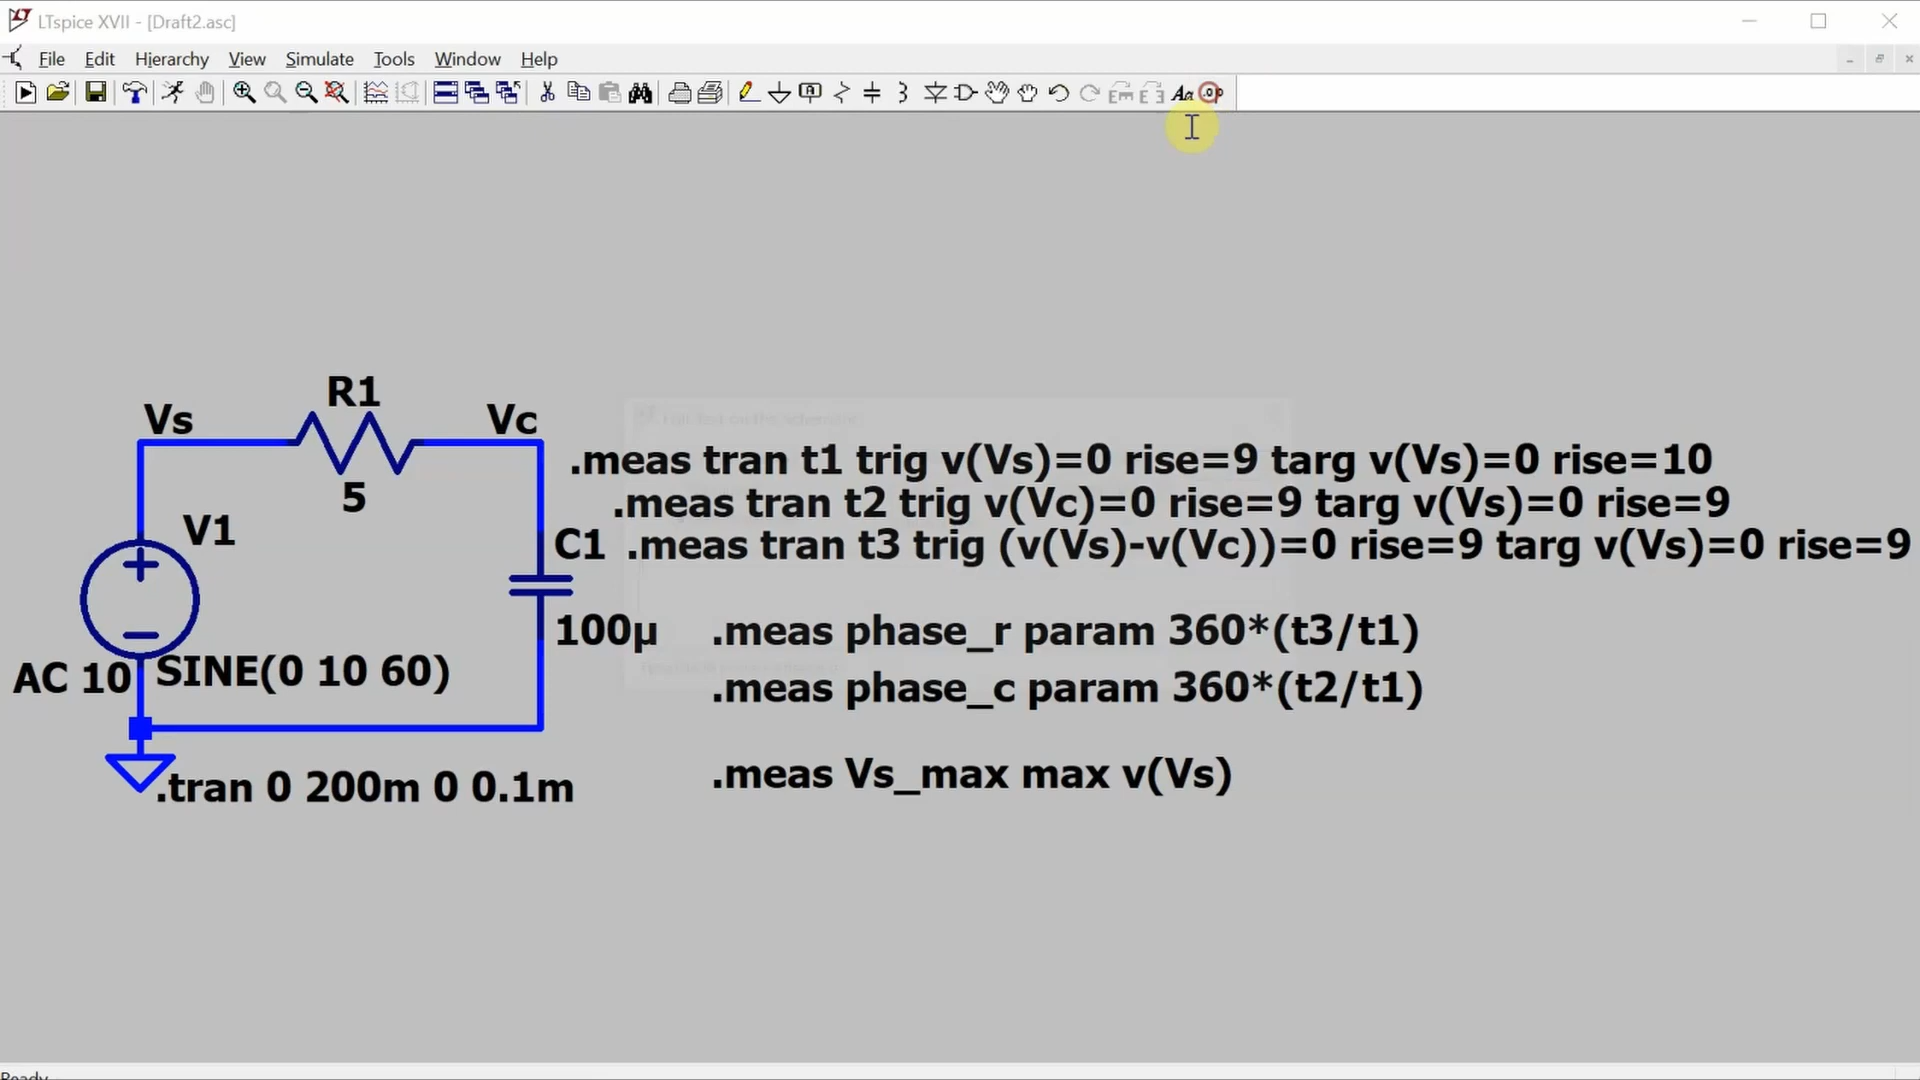 LTspice XVII - [Draft2.asc]
File Edit Hierarchy View Simulate Tools Window Help
Aa .op
R1
Vs
Vc
5
.meas tran t1 trig v(Vs)=0 rise=9 targ v(Vs)=0 rise=10
.meas tran t2 trig v(Vc)=0 rise=9 targ v(Vs)=0 rise=9
V1
C1
.meas tran t3 trig (v(Vs)-v(Vc))=0 rise=9 targ v(Vs)=0 rise=9
100µ
.meas phase_r param 360*(t3/t1)
AC 10
SINE(0 10 60)
.meas phase_c param 360*(t2/t1)
.tran 0 200m 0 0.1m
.meas Vs_max max v(Vs)
Ready